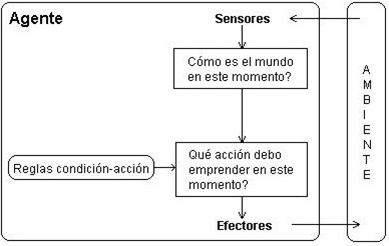 Agente
Sensores
Cómo es el mundo
en este momento?
AMBIENTE
Reglas condición-acción
Qué acción debo
emprender en este
momento?
Efectores